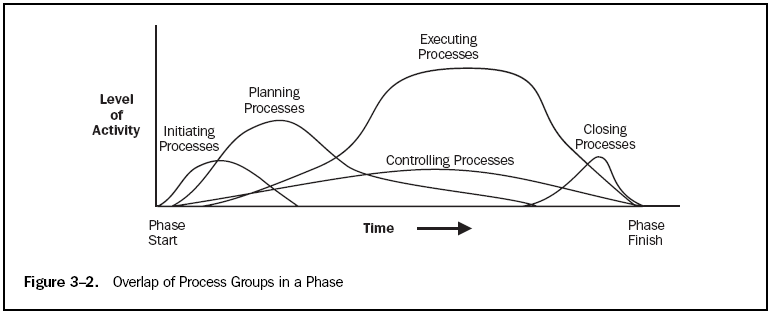 Executing
Processes
Planning
Processes
Level
of
Activity
Initiating
Processes
Closing
Processes
Controlling Processes
Phase
Start
Time
Phase
Finish
Figure 3–2. Overlap of Process Groups in a Phase